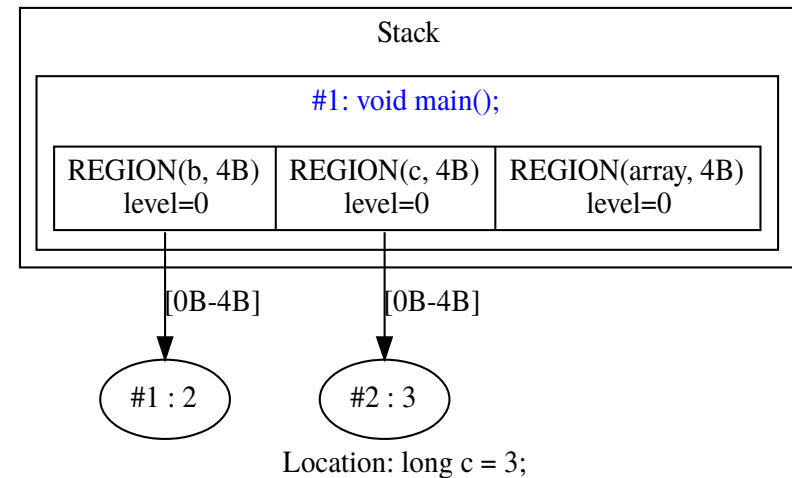 Stack
#1: void main();
REGION(b, 4B)
level=0
REGION(c, 4B)
level=0
REGION(array, 4B)
level=0
[0B-4B]
[0B-4B]
#1 : 2
#2 : 3
Location: long c = 3;